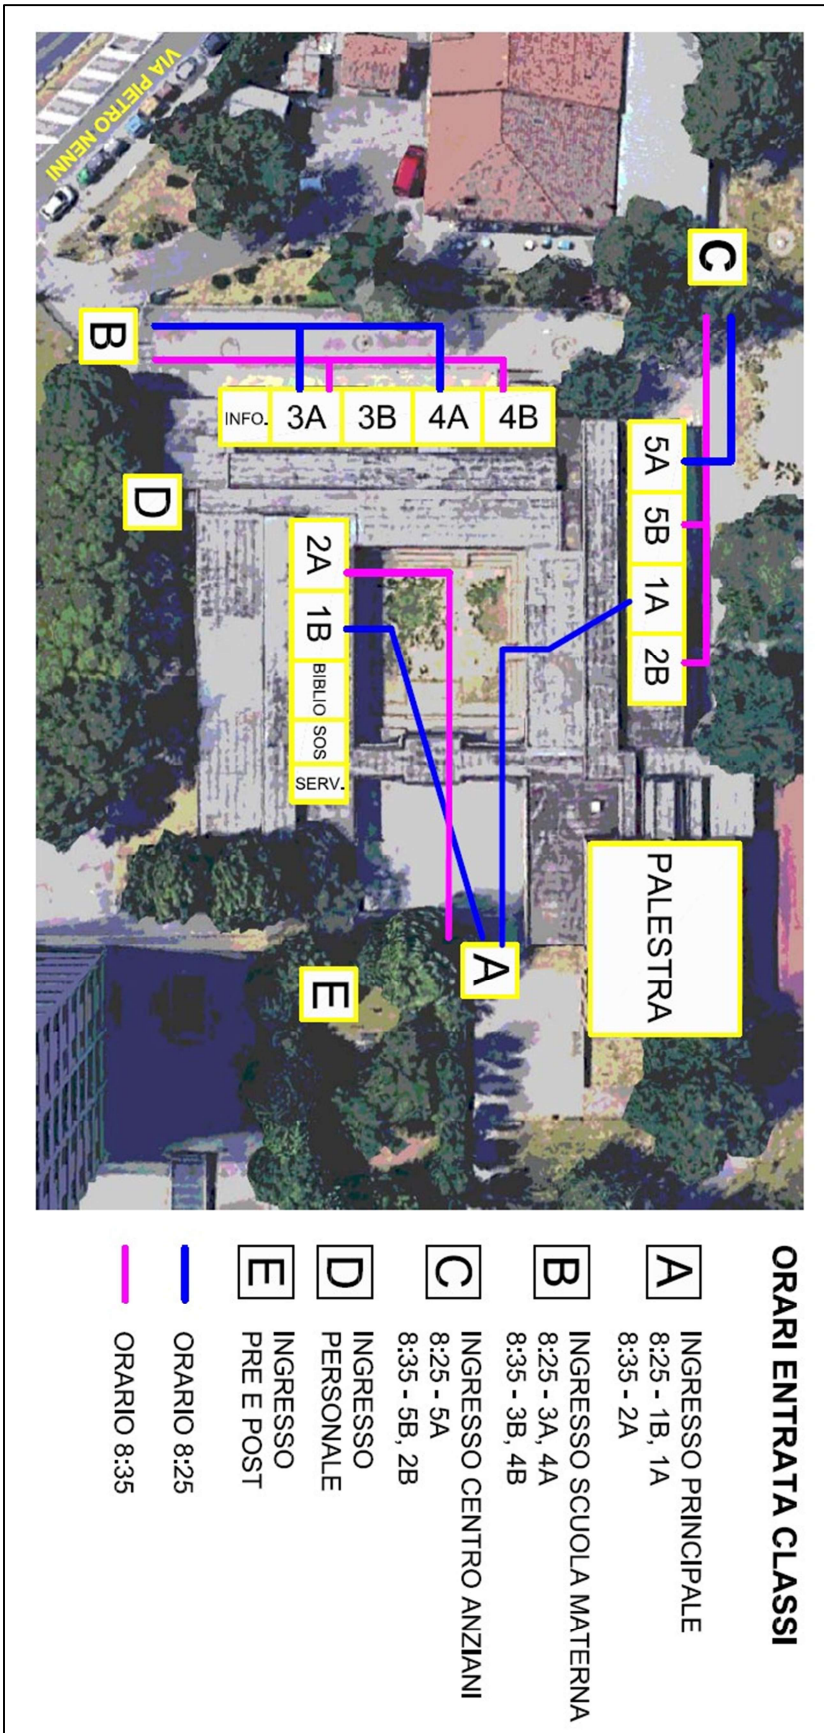 ORARI ENTRATA CLASSI
A
INGRESSO PRINCIPALE
8:25 - 1B, 1A
8:35 - 2A
B
INGRESSO SCUOLA MATERNA
8:25 - 3A, 4A
8:35 - 3B, 4B
C
INGRESSO CENTRO ANZIANI
8:25 - 5A
8:35 - 5B, 2B
D
INGRESSO
PERSONALE
E
INGRESSO
PRE E POST
ORARIO 8:25
ORARIO 8:35
C
5A
5B
1A
2B
PALESTRA
4B
4A
3B
3A
INFO.
A
2A
1B
BIBLIO
SOS
SERV.
E
D
B
VIA PIETRO NENNI